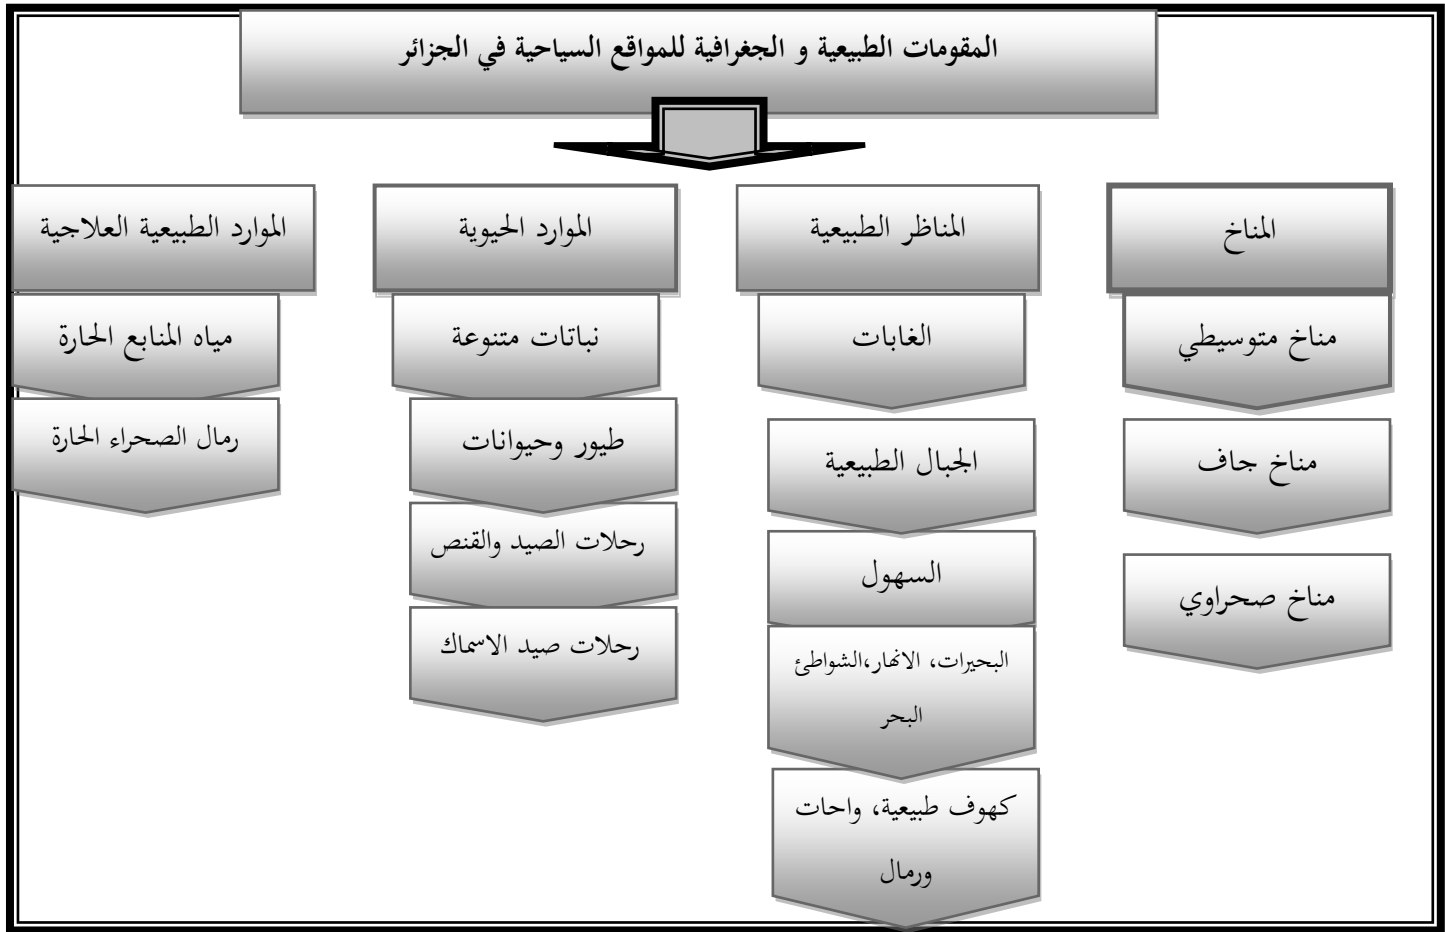 المقومات الطبيعية و الجغرافية للمواقع السياحية في الجزائر
المناخ
مناخ متوسيطي
مناخ جاف
مناخ صحراوي
المناظر الطبيعية
الغابات
الجبال الطبيعية
السهول
البحيرات، الانهار،الشواطئ
البحر
كهوف طبيعية، واحات
ورمال
الموارد الحيوية
نباتات متنوعة
طيور وحيوانات
رحلات الصيد والقنص
رحلات صيد الاسماك
الموارد الطبيعية العلاجية
مياه المنابع الحارة
رمال الصحراء الحارة